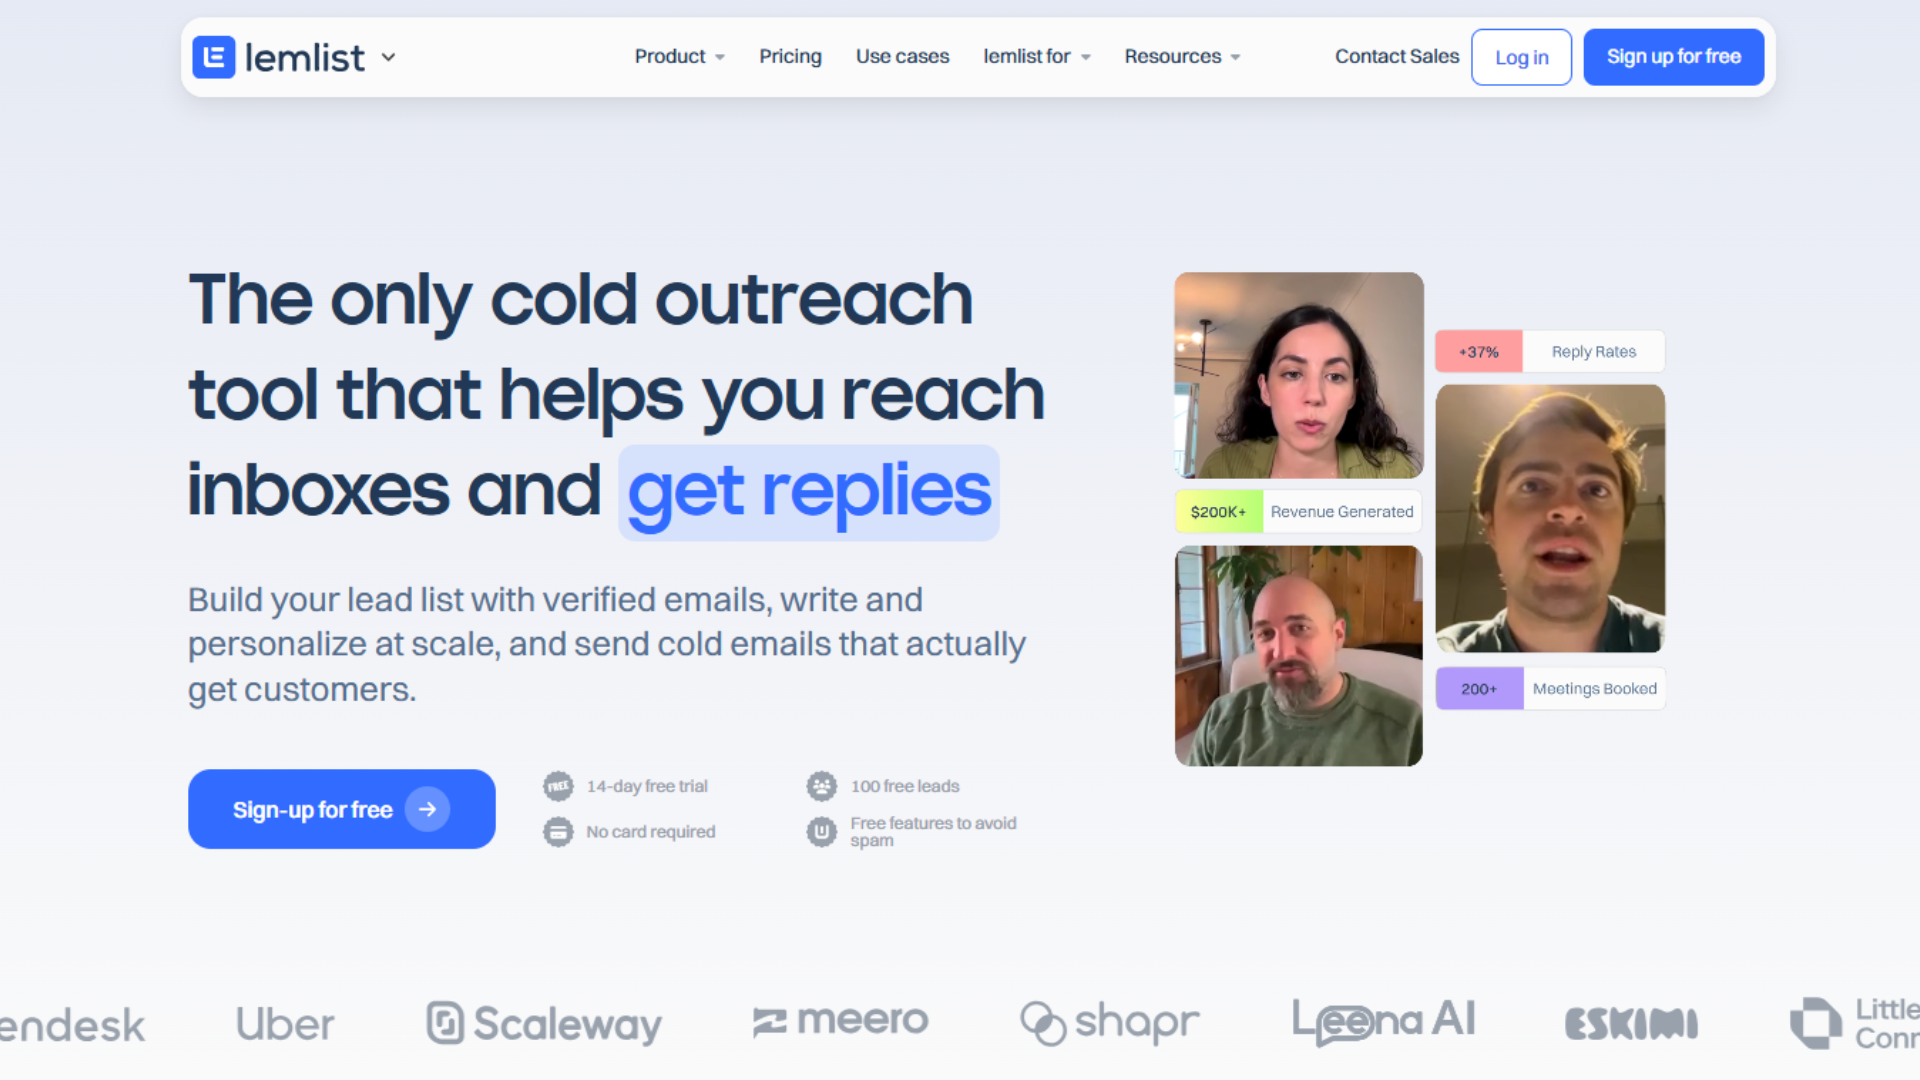 lemlist
Product
Pricing
Use cases
lemlist for
Resources
Contact Sales
Log in
Sign up for free
The only cold outreach
tool that helps you reach
inboxes and get replies
Build your lead list with verified emails, write and
personalize at scale, and send cold emails that actually
get customers.
Sign-up for free
FREE
14-day free trial
No card required
100 free leads
Free features to avoid
spam
+37% Reply Rates
$200K+ Revenue Generated
200+ Meetings Booked
endesk
Uber
Scaleway
meero
shapr
Leena AI
ESKIMI
Little
Conn